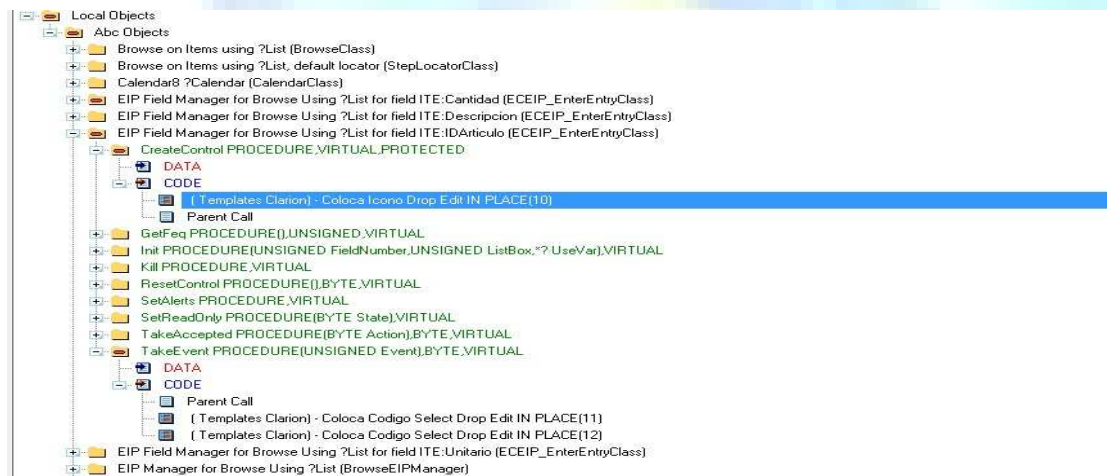 Local Objects
Abc Objects
Browse on Items using ?List (BrowseClass)
Browse on Items using ?List, default locator (StepLocatorClass)
Calendar8 ?Calendar (CalendarClass)
EIP Field Manager for Browse Using ?List for field ITE:Cantidad (ECEIP_EnterEntryClass)
EIP Field Manager for Browse Using ?List for field ITE:Descripcion (ECEIP_EnterEntryClass)
EIP Field Manager for Browse Using ?List for field ITE:IDArticulo (ECEIP_EnterEntryClass)
CreateControl PROCEDURE,VIRTUAL,PROTECTED
DATA
CODE
( Templates Clarion) - Coloca Icono Drop Edit IN PLACE(10)
Parent Call
GetFeq PROCEDURE(),UNSIGNED,VIRTUAL
Init PROCEDURE(UNSIGNED FieldNumber,UNSIGNED ListBox,*? UseVar),VIRTUAL
Kill PROCEDURE,VIRTUAL
ResetControl PROCEDURE(),BYTE,VIRTUAL
SetAlerts PROCEDURE,VIRTUAL
SetReadOnly PROCEDURE(BYTE State),VIRTUAL
TakeAccepted PROCEDURE(BYTE Action),BYTE,VIRTUAL
TakeEvent PROCEDURE(UNSIGNED Event),BYTE,VIRTUAL
DATA
CODE
Parent Call
( Templates Clarion) - Coloca Codigo Select Drop Edit IN PLACE(11)
( Templates Clarion) - Coloca Codigo Select Drop Edit IN PLACE(12)
EIP Field Manager for Browse Using ?List for field ITE:Unitario (ECEIP_EnterEntryClass)
EIP Manager for Browse Using ?List (BrowseEIPManager)